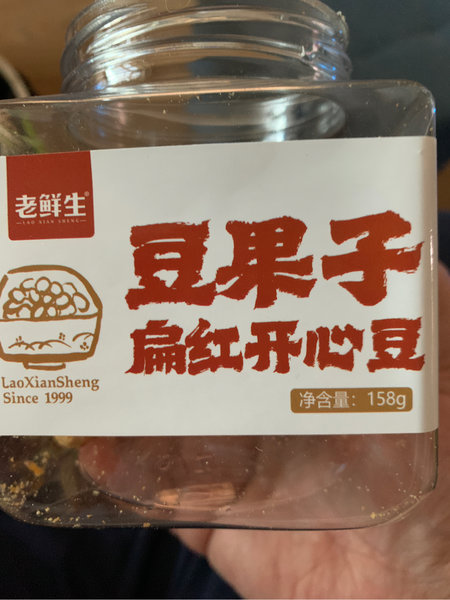 老鲜生®
LAO XIAN SHENG
豆果子
扁红开心豆
LaoXianSheng
Since 1999
净含量：158g